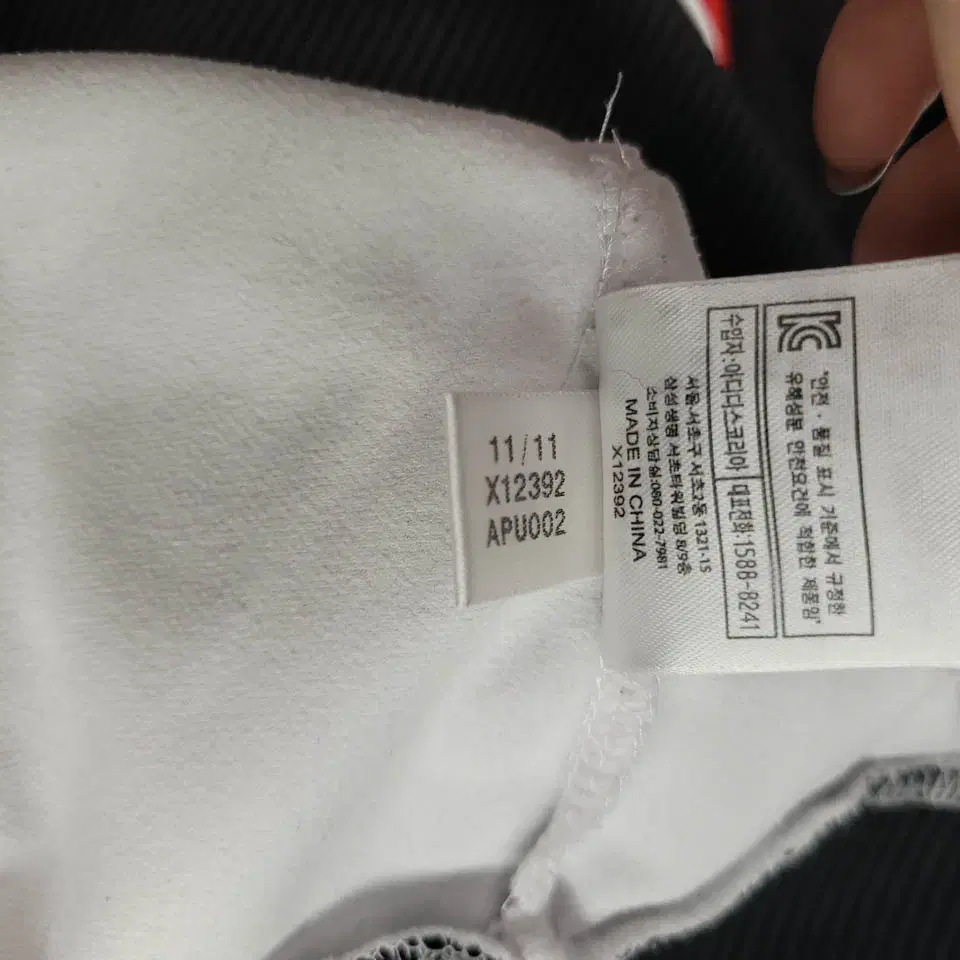 11/11
X12392
APU002
KC
"안전·품질 표시 기준에서 규정한
유해성분 안전요건에 적합한 제품임"
수입자:아디다스코리아 대표전화:1588-8241
서울 서초구 서초2동 1321-15
삼성생명 서초타워빌딩 8/9층
소비자상담실:080-022-7981
MADE IN CHINA
X12392